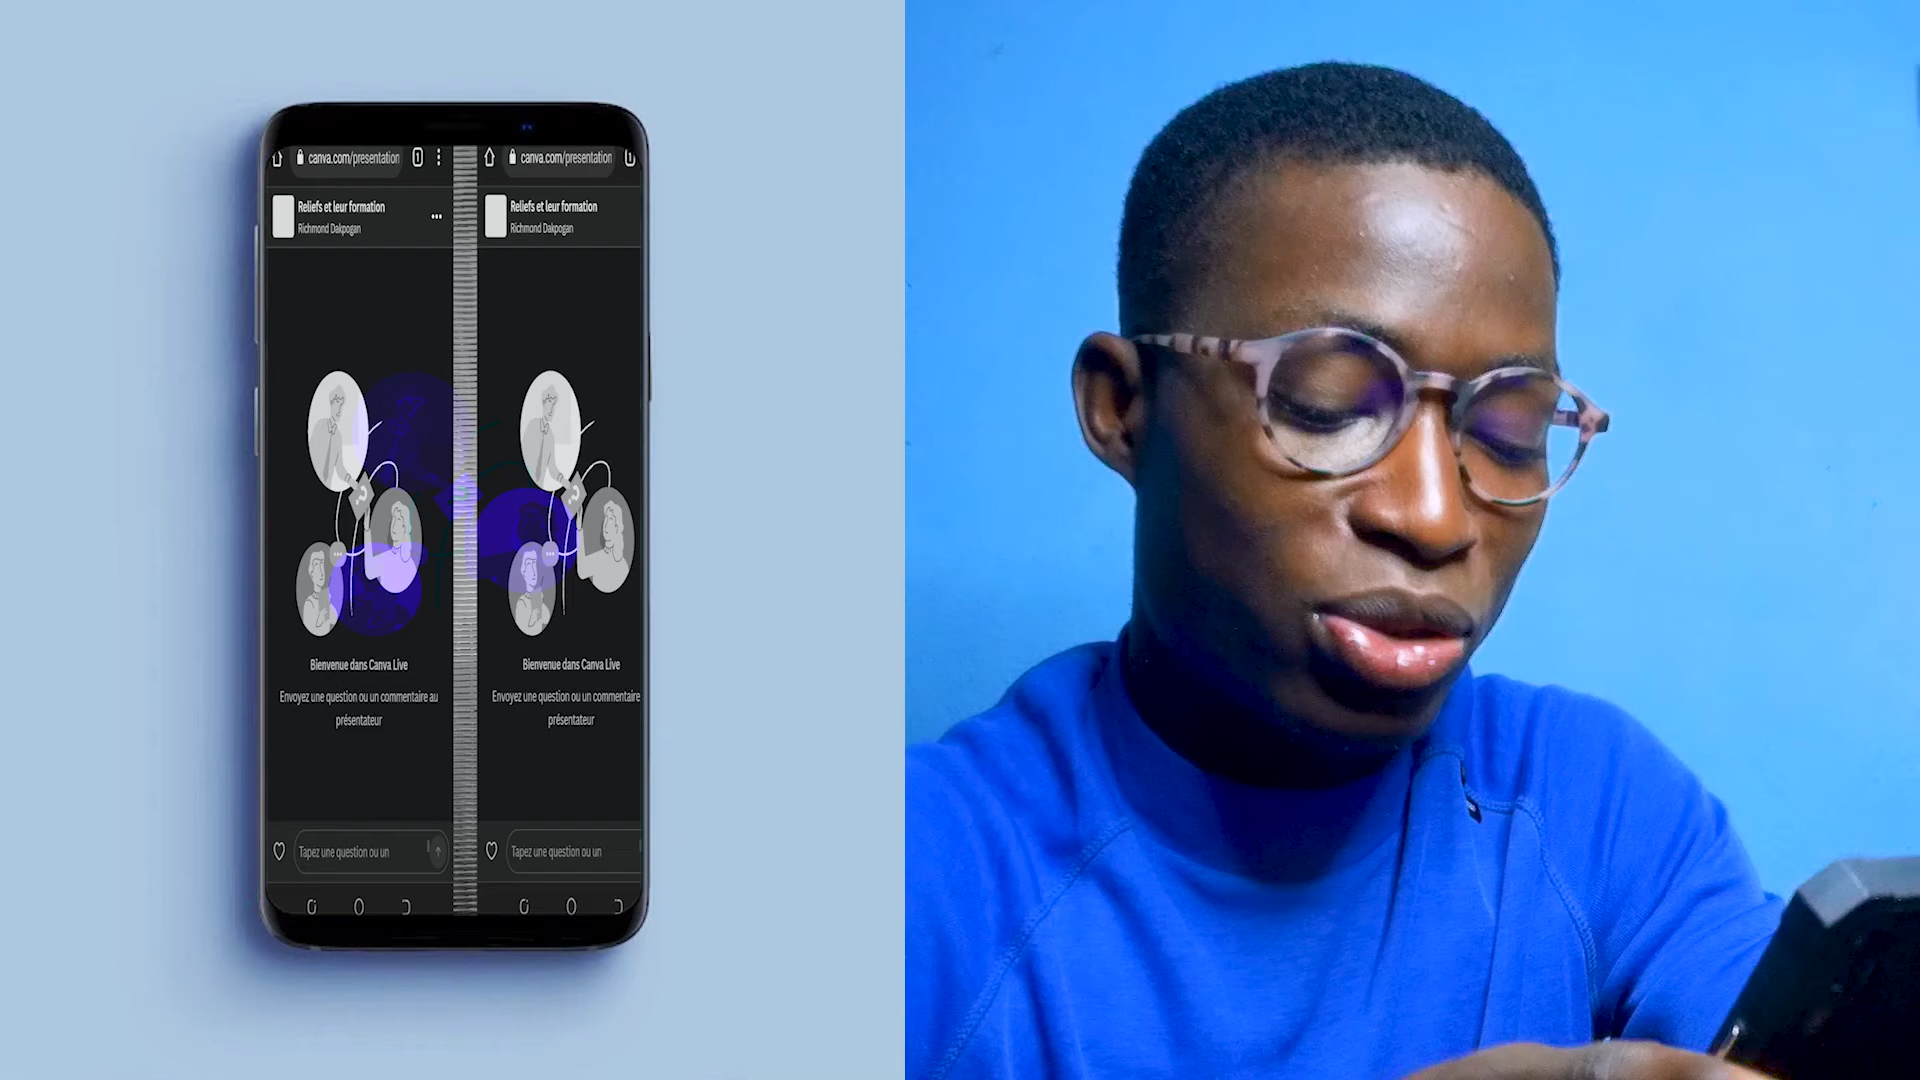 canva.com/presentation
1
Reliefs et leur formation
Richmond Dakpogan
Bienvenue dans Canva Live
Envoyez une question ou un commentaire au
présentateur
Tapez une question ou un
canva.com/presentation
Reliefs et leur formation
Richmond Dakpogan
Bienvenue dans Canva Live
Envoyez une question ou un commentaire
présentateur
Tapez une question ou un